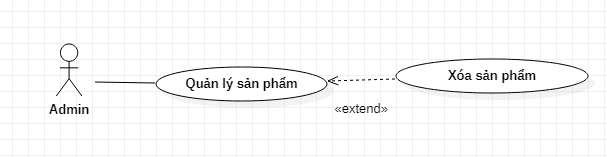 Xóa sản phẩm
Quản lý sản phẩm
«extend»
Admin